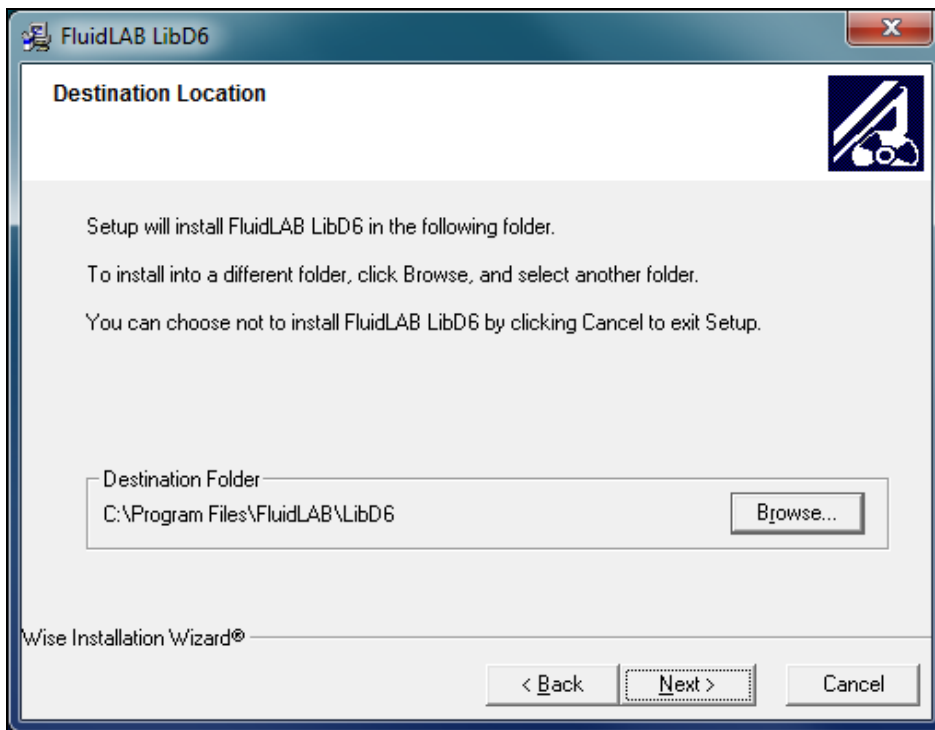 FluidLAB LibD6
Destination Location
Setup will install FluidLAB LibD6 in the following folder.
To install into a different folder, click Browse, and select another folder.
You can choose not to install FluidLAB LibD6 by clicking Cancel to exit Setup.
Destination Folder
C:\Program Files\FluidLAB\LibD6
Browse...
Wise Installation Wizard®
< Back
Next >
Cancel